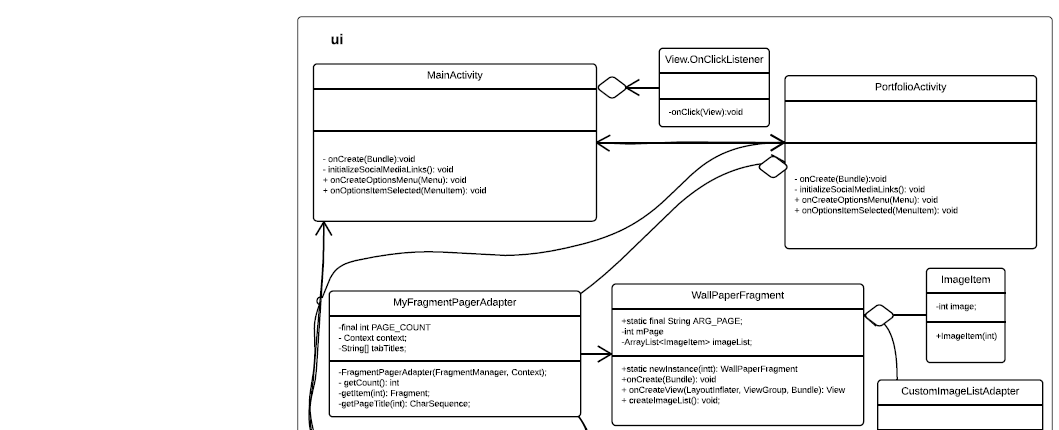 ui
MainActivity
- onCreate(Bundle):void
- initializeSocialMediaLinks(): void
+ onCreateOptionsMenu(Menu): void
+ onOptionsItemSelected(MenuItem): void
View.OnClickListener
-onClick(View):void
PortfolioActivity
- onCreate(Bundle):void
- initializeSocialMediaLinks(): void
+ onCreateOptionsMenu(Menu): void
+ onOptionsItemSelected(MenuItem): void
MyFragmentPagerAdapter
-final int PAGE_COUNT
- Context context;
-String[] tabTitles;
-FragmentPagerAdapter(FragmentManager, Context);
- getCount(): int
-getItem(int): Fragment;
-getPageTitle(int): CharSequence;
WallPaperFragment
+static final String ARG_PAGE;
-int mPage
-ArrayList<ImageItem> imageList;
+static newInstance(intt): WallPaperFragment
+onCreate(Bundle): void
+ onCreateView(LayoutInflater, ViewGroup, Bundle): View
+ createImageList(): void;
ImageItem
-int image;
+ImageItem(int)
CustomImageListAdapter